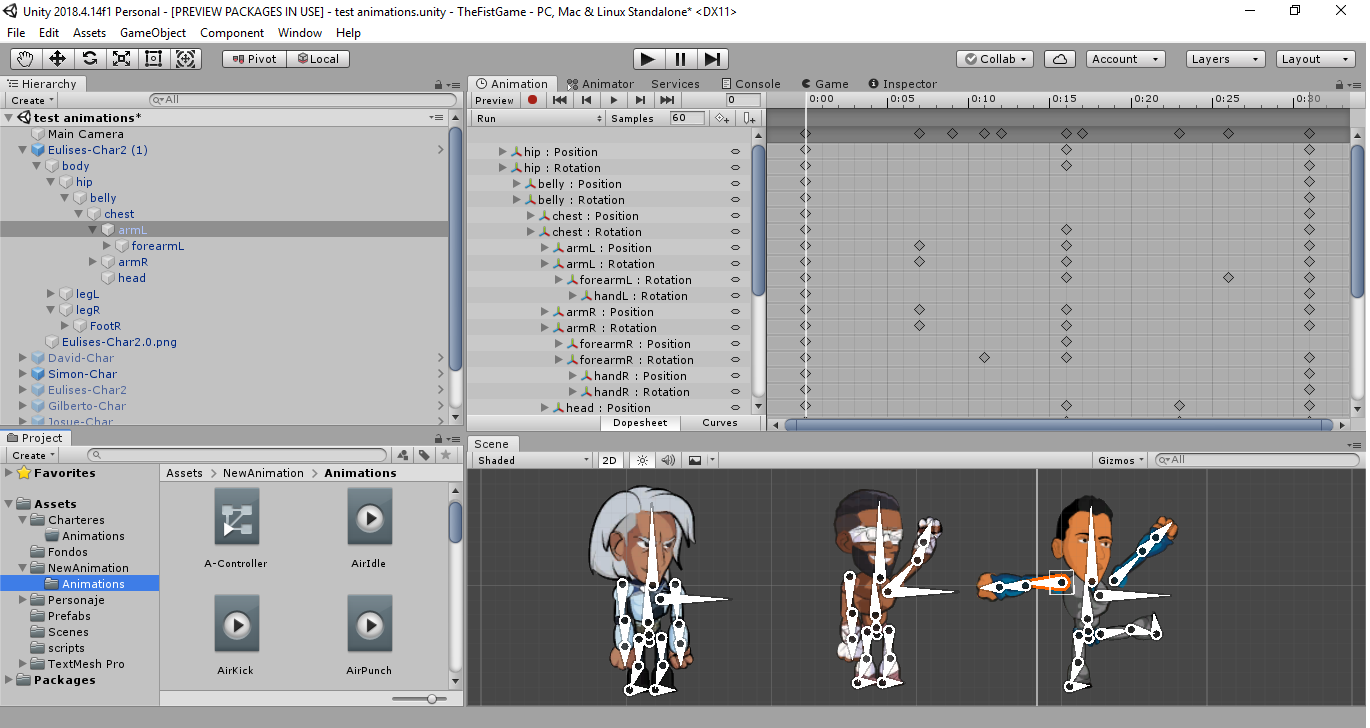 Unity 2018.4.14f1 Personal - [PREVIEW PACKAGES IN USE] - test animations.unity - TheFistGame - PC, Mac & Linux Standalone* <DX11>
File Edit Assets GameObject Component Window Help
Pivot Local Collab Account Layers Layout
Hierarchy
Create All
test animations*
Main Camera
Eulises-Char2 (1)
body
hip
belly
chest
armL
forearmL
armR
head
legL
legR
FootR
Eulises-Char2.0.png
David-Char
Simon-Char
Eulises-Char2
Gilberto-Char
Josue-Char
Animation Animator Services Console Game Inspector
Preview 0 0:00 0:05 0:10 0:15 0:20 0:25 0:30
Run Samples 60
hip : Position
hip : Rotation
belly : Position
belly : Rotation
chest : Position
chest : Rotation
armL : Position
armL : Rotation
forearmL : Rotation
handL : Rotation
armR : Position
armR : Rotation
forearmR : Position
forearmR : Rotation
handR : Position
handR : Rotation
head : Position
Dopesheet Curves
Project
Create
Favorites
Assets
Charteres
Animations
Fondos
NewAnimation
Animations
Personaje
Prefabs
Scenes
scripts
TextMesh Pro
Packages
Assets NewAnimation Animations
A-Controller AirIdle
AirKick AirPunch
Scene
Shaded 2D Gizmos All